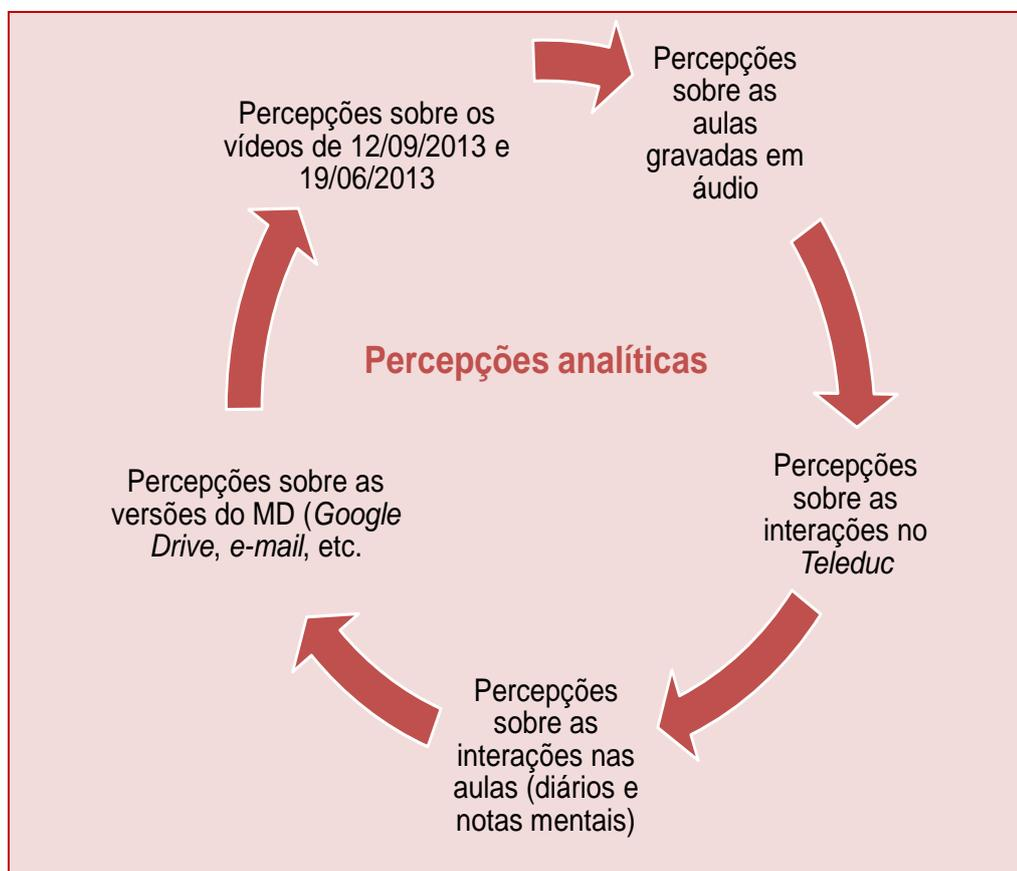 Percepções sobre os
vídeos de 12/09/2013 e
19/06/2013
Percepções
sobre as
aulas
gravadas em
áudio
Percepções analíticas
Percepções
sobre as
interações no
Teleduc
Percepções
sobre as
interações nas
aulas (diários e
notas mentais)
Percepções sobre as
versões do MD (Google
Drive, e-mail, etc.